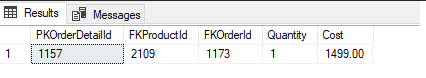 Results Messages
PKOrderDetailId FKProductId FKOrderId Quantity Cost
1 1157 2109 1173 1 1499.00